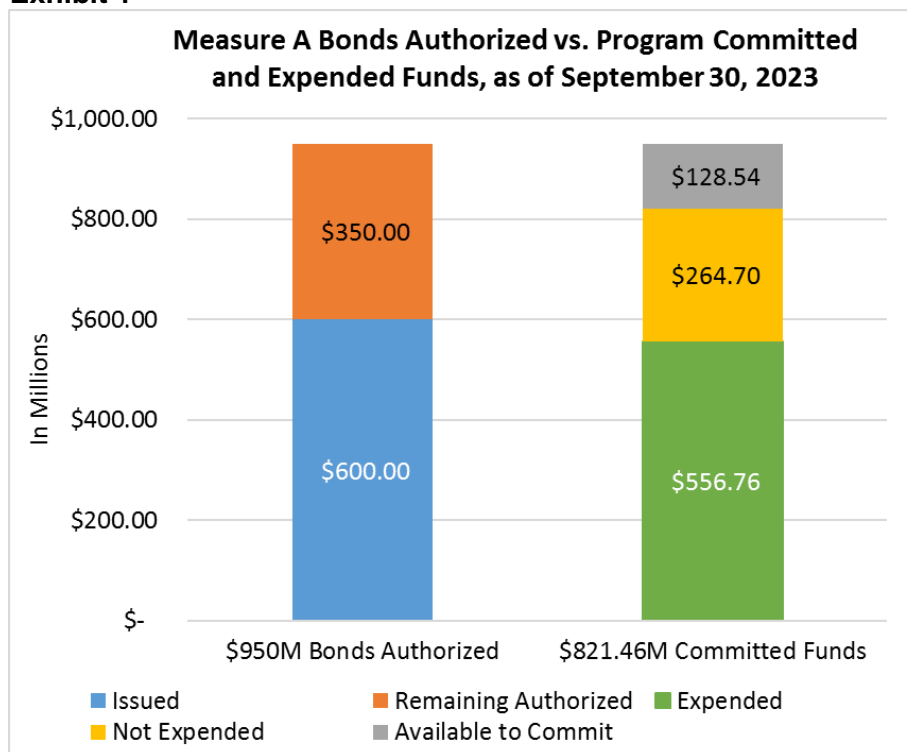 Measure A Bonds Authorized vs. Program Committed
and Expended Funds, as of September 30, 2023
$1,000.00
$800.00
$600.00
$400.00
$200.00
$-
In Millions
$350.00
$600.00
$128.54
$264.70
$556.76
$950M Bonds Authorized
$821.46M Committed Funds
Issued
Remaining Authorized
Expended
Not Expended
Available to Commit